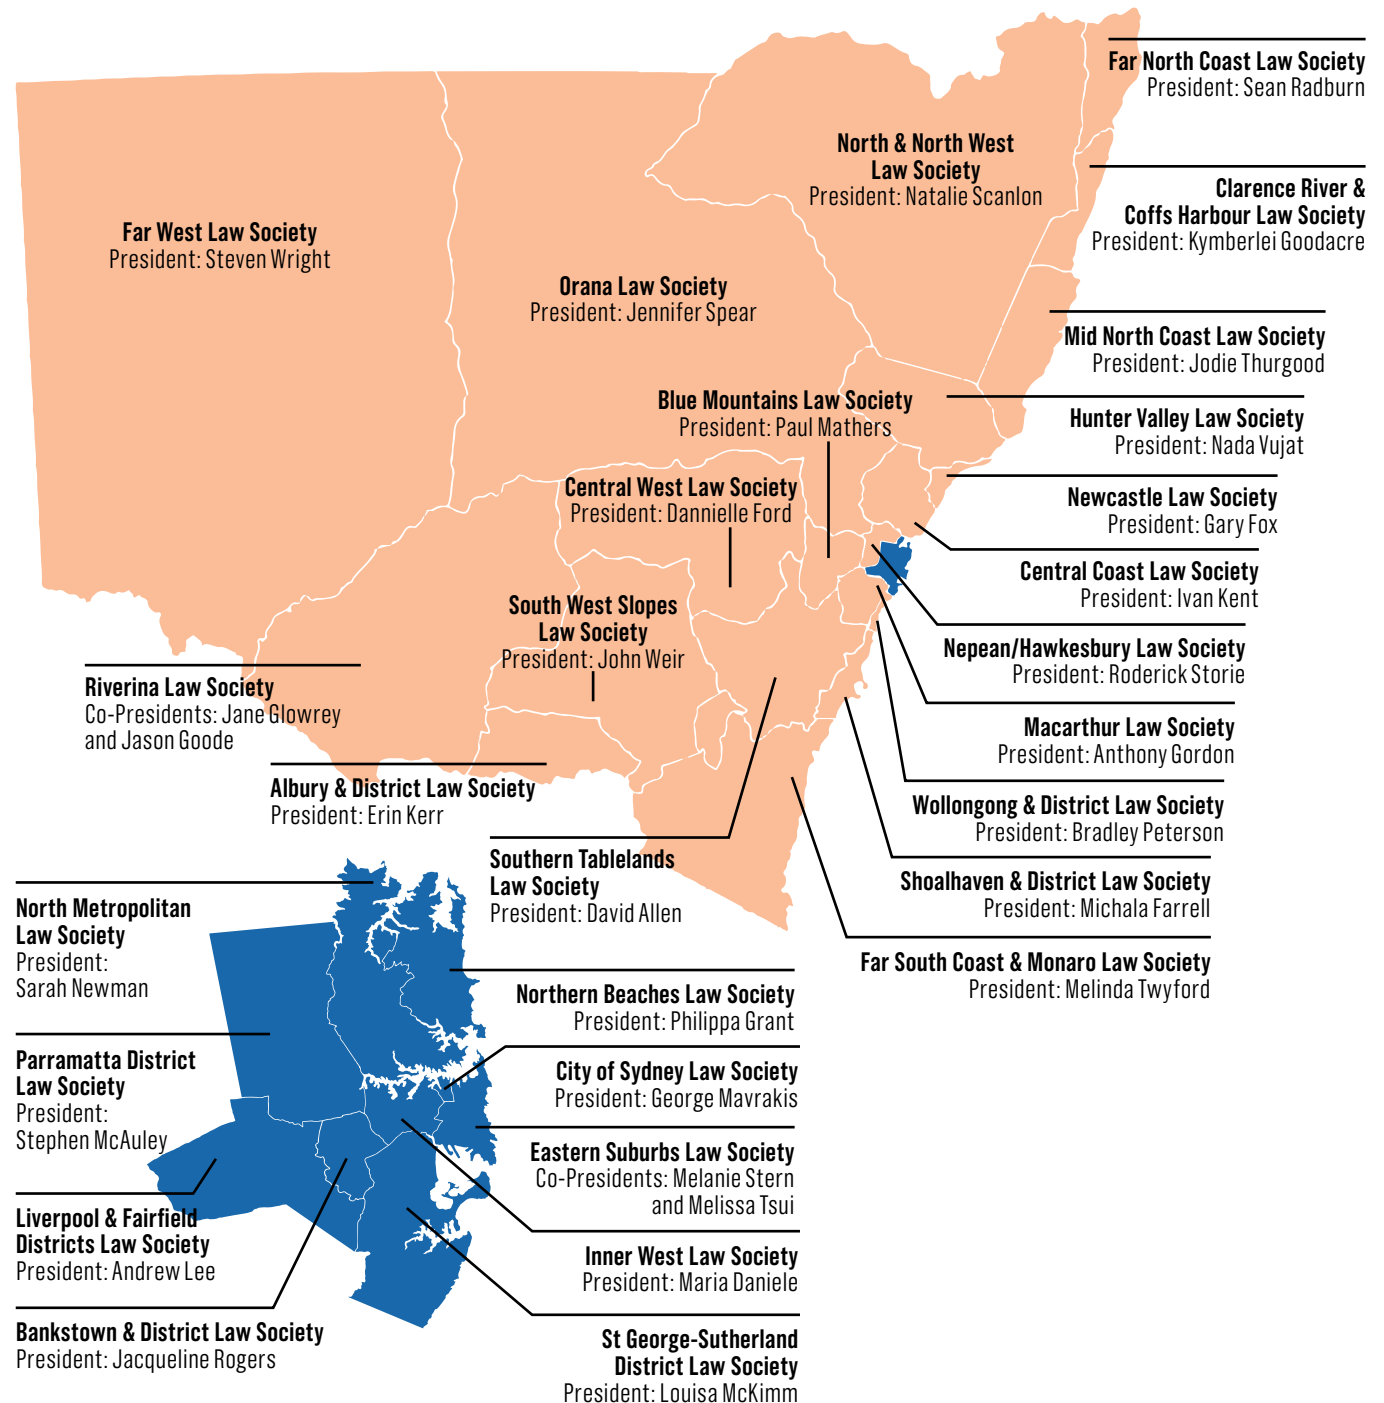 Far North Coast Law Society
President: Sean Radburn
North & North West
Law Society
President: Natalie Scanlon
Clarence River &
Coffs Harbour Law Society
President: Kymberlei Goodacre
Far West Law Society
President: Steven Wright
Orana Law Society
President: Jennifer Spear
Mid North Coast Law Society
President: Jodie Thurgood
Blue Mountains Law Society
President: Paul Mathers
Hunter Valley Law Society
President: Nada Vujat
Central West Law Society
President: Dannielle Ford
Newcastle Law Society
President: Gary Fox
Central Coast Law Society
President: Ivan Kent
South West Slopes
Law Society
President: John Weir
Nepean/Hawkesbury Law Society
President: Roderick Storie
Riverina Law Society
Co-Presidents: Jane Glowrey
and Jason Goode
Macarthur Law Society
President: Anthony Gordon
Albury & District Law Society
President: Erin Kerr
Wollongong & District Law Society
President: Bradley Peterson
Southern Tablelands
Law Society
President: David Allen
Shoalhaven & District Law Society
President: Michala Farrell
Far South Coast & Monaro Law Society
President: Melinda Twyford
North Metropolitan
Law Society
President:
Sarah Newman
Northern Beaches Law Society
President: Philippa Grant
Parramatta District
Law Society
President:
Stephen McAuley
City of Sydney Law Society
President: George Mavrakis
Eastern Suburbs Law Society
Co-Presidents: Melanie Stern
and Melissa Tsui
Liverpool & Fairfield
Districts Law Society
President: Andrew Lee
Inner West Law Society
President: Maria Daniele
Bankstown & District Law Society
President: Jacqueline Rogers
St George-Sutherland
District Law Society
President: Louisa McKimm